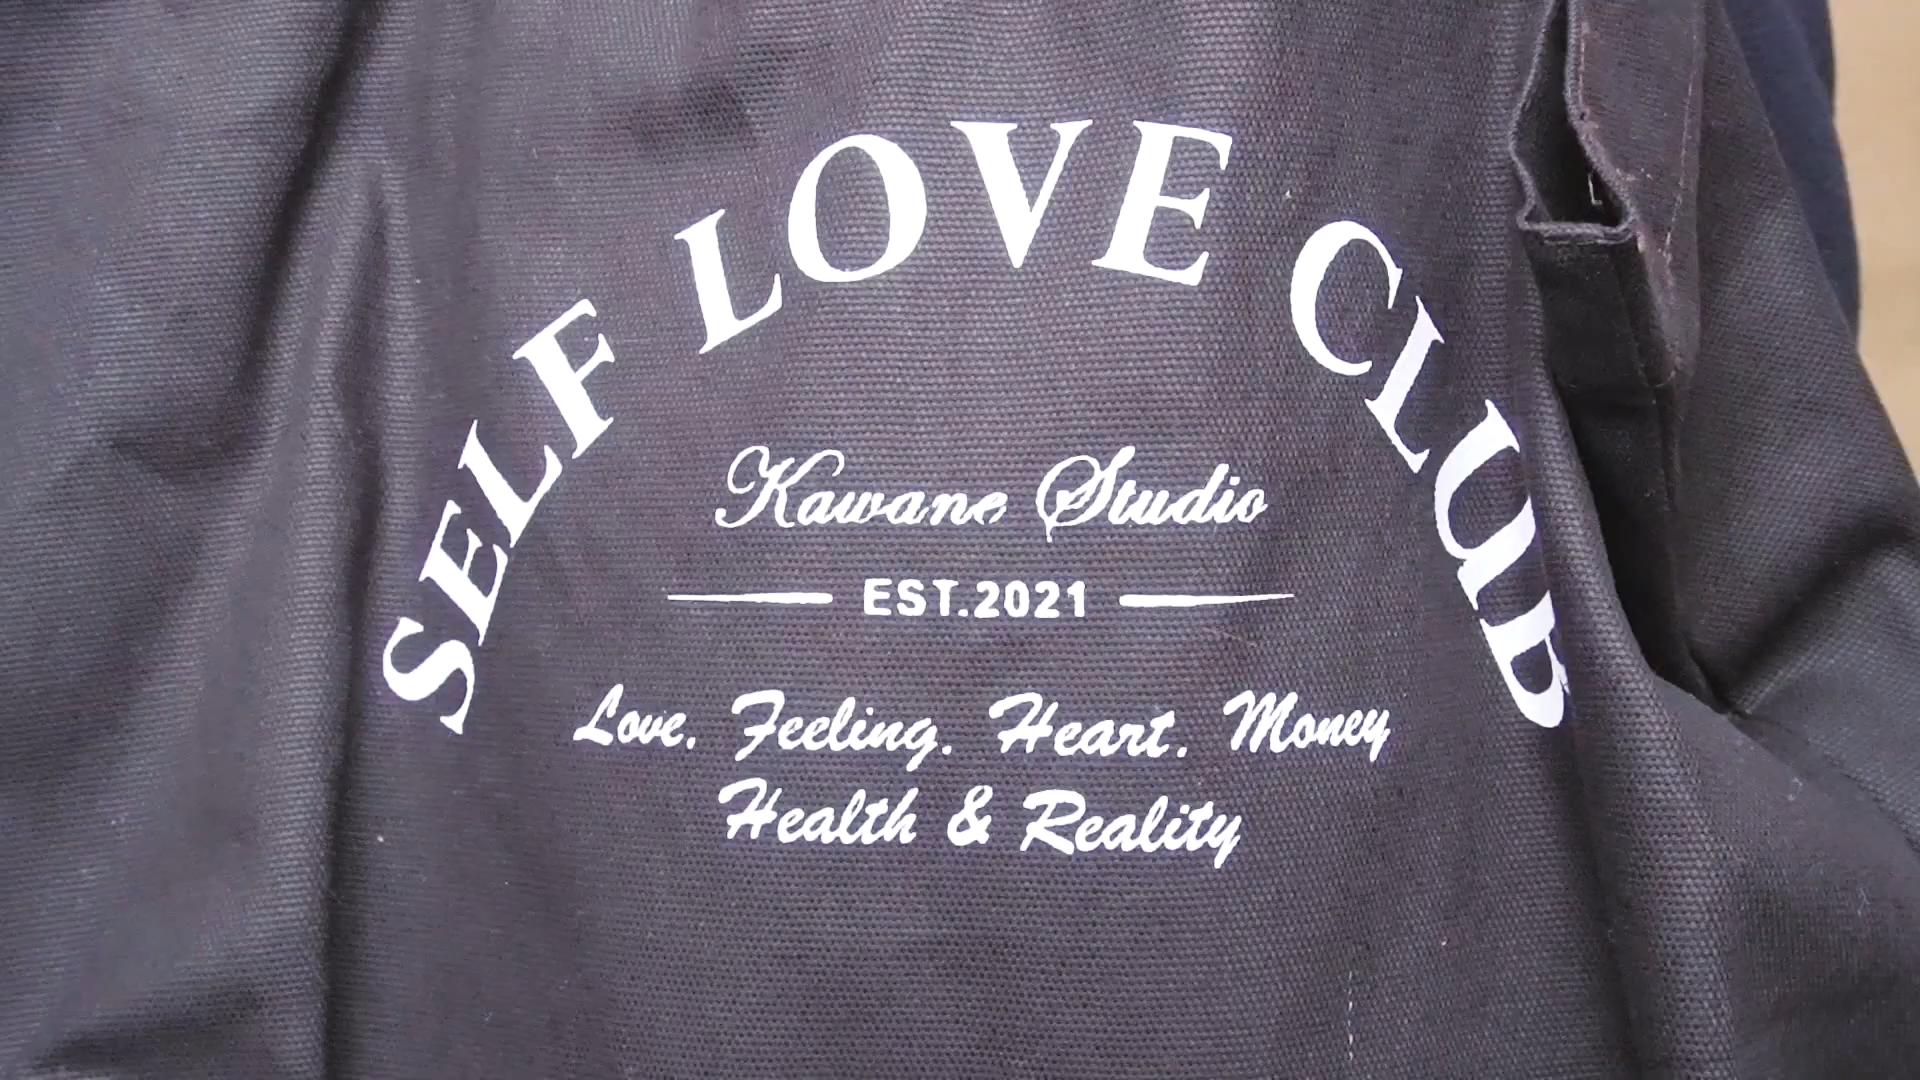 SELF LOVE CLUB
Kawane Studio
EST.2021
Love. Feeling. Heart. Money
Health & Reality